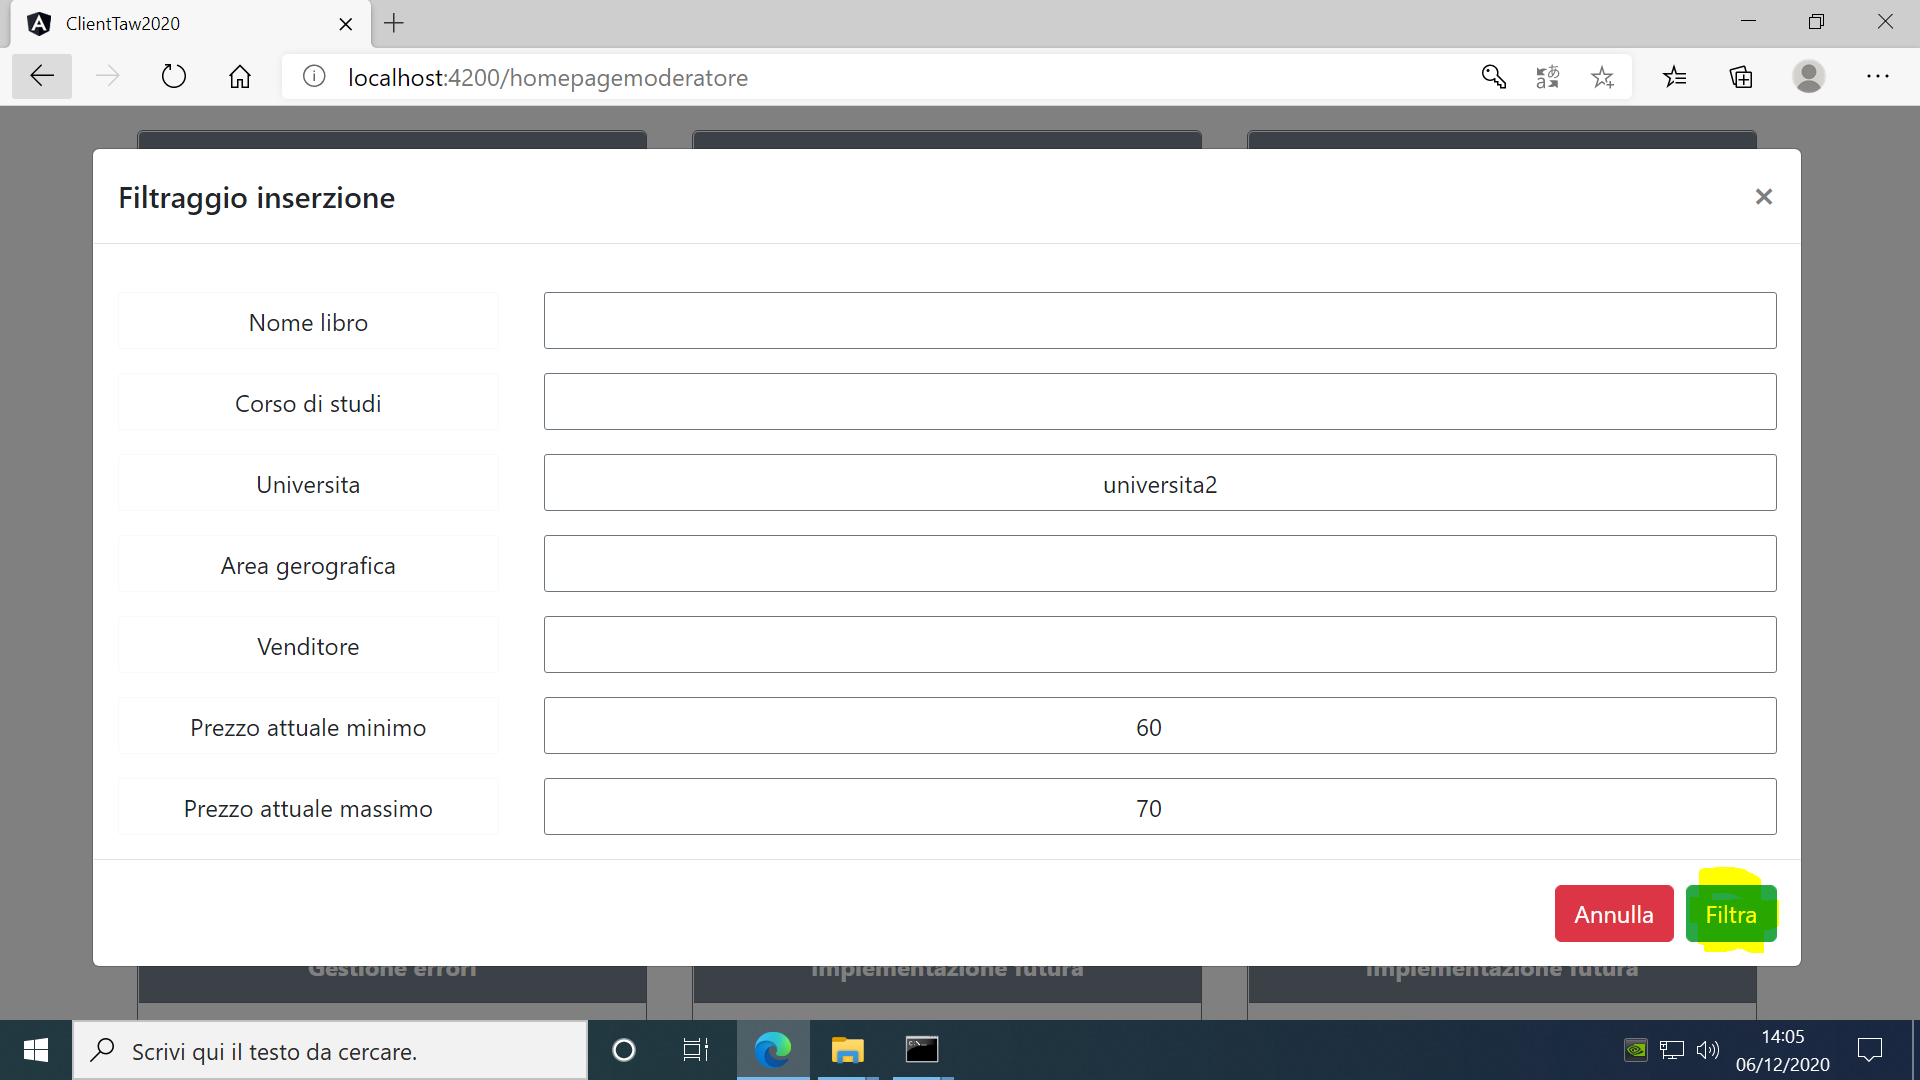 ClientTaw2020
localhost:4200/homepagemoderatore
Filtraggio inserzione
Nome libro
Corso di studi
Universita universita2
Area gerografica
Venditore
Prezzo attuale minimo 60
Prezzo attuale massimo 70
Annulla Filtra
Gestione errori Implementazione futura Implementazione futura
Scrivi qui il testo da cercare.
14:05
06/12/2020